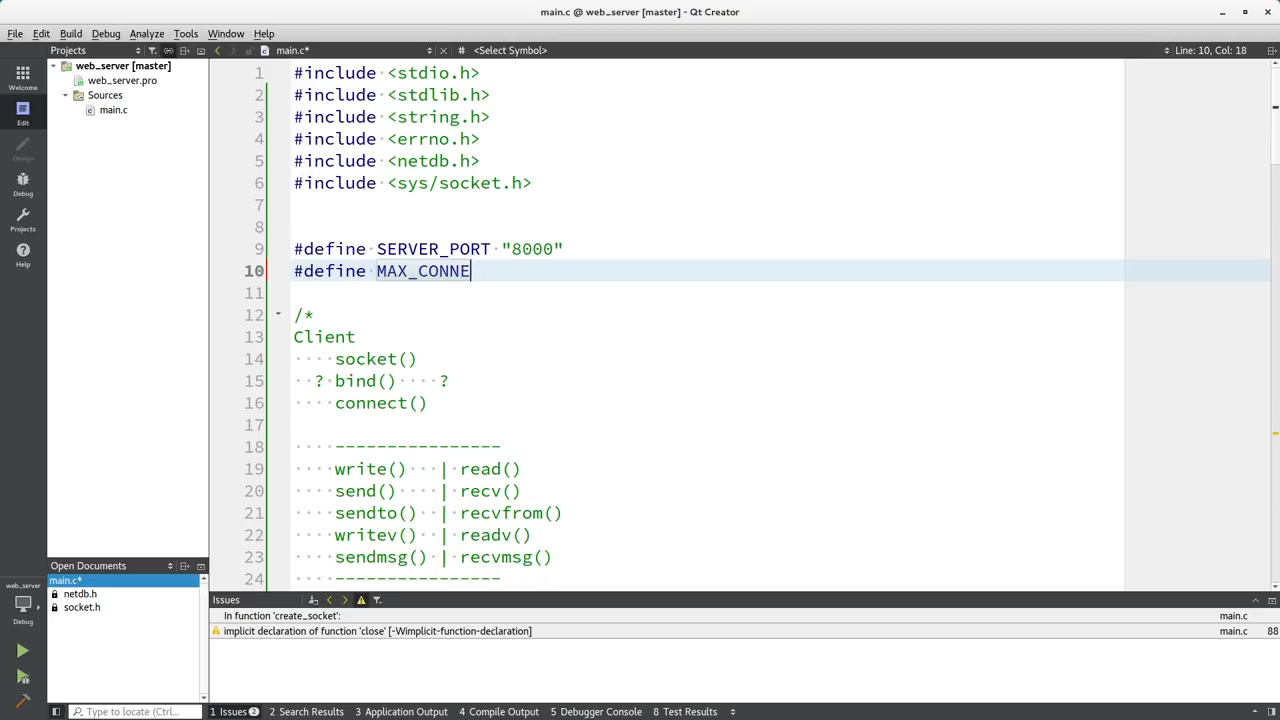 main.c @ web_server [master] - Qt Creator
File Edit Build Debug Analyze Tools Window Help
Projects main.c* # <Select Symbol> Line: 10, Col: 18
web_server [master]
web_server.pro
Sources
main.c
Welcome
Edit
Design
Debug
Projects
Help
1 #include <stdio.h>
2 #include <stdlib.h>
3 #include <string.h>
4 #include <errno.h>
5 #include <netdb.h>
6 #include <sys/socket.h>
7
8
9 #define SERVER_PORT "8000"
10 #define MAX_CONNE
11
12 /*
13 Client
14 socket()
15 ? bind() ?
16 connect()
17
18 ----------------
19 write() | read()
20 send() | recv()
21 sendto() | recvfrom()
22 writev() | readv()
23 sendmsg() | recvmsg()
24 ----------------
Open Documents
main.c*
netdb.h
socket.h
web_server
Debug
Issues
In function 'create_socket': main.c
implicit declaration of function 'close' [-Wimplicit-function-declaration] main.c 88
Type to locate (Ctrl... 1 Issues 2 2 Search Results 3 Application Output 4 Compile Output 5 Debugger Console 8 Test Results